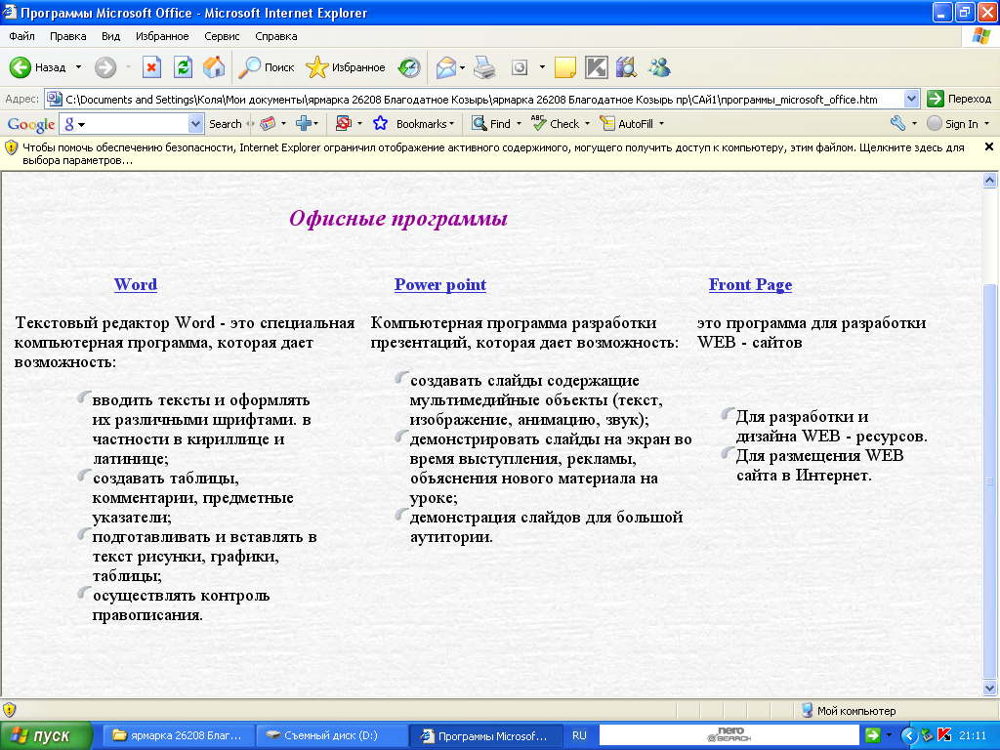 Программы Microsoft Office - Microsoft Internet Explorer
Файл Правка Вид Избранное Сервис Справка
Назад Поиск Избранное
Адрес: C:\Documents and Settings\Коля\Мои документы\ярмарка 26208 Благодатное Козырь\ярмарка 26208 Благодатное Козырь пр\САй1\программы_microsoft_office.htm Переход
Google g Search Bookmarks Find Check AutoFill Sign In
Чтобы помочь обеспечению безопасности, Internet Explorer ограничил отображение активного содержимого, могущего получить доступ к компьютеру, этим файлом. Щелкните здесь для
выбора параметров...
Офисные программы
Word
Текстовый редактор Word - это специальная
компьютерная программа, которая дает
возможность:
вводить тексты и оформлять
их различными шрифтами. в
частности в кириллице и
латинице;
создавать таблицы,
комментарии, предметные
указатели;
подготавливать и вставлять в
текст рисунки, графики,
таблицы;
осуществлять контроль
правописания.
Power point
Компьютерная программа разработки
презентаций, которая дает возможность:
создавать слайды содержащие
мультимедийные объекты (текст,
изображение, анимацию, звук);
демонстрировать слайды на экран во
время выступления, рекламы,
объяснения нового материала на
уроке;
демонстрация слайдов для большой
аутитории.
Front Page
это программа для разработки
WEB - сайтов
Для разработки и
дизайна WEB - ресурсов.
Для размещения WEB
сайта в Интернет.
Мой компьютер
пуск ярмарка 26208 Благ... Съемный диск (D:) Программы Microsof... RU nero @SEARCH 21:11